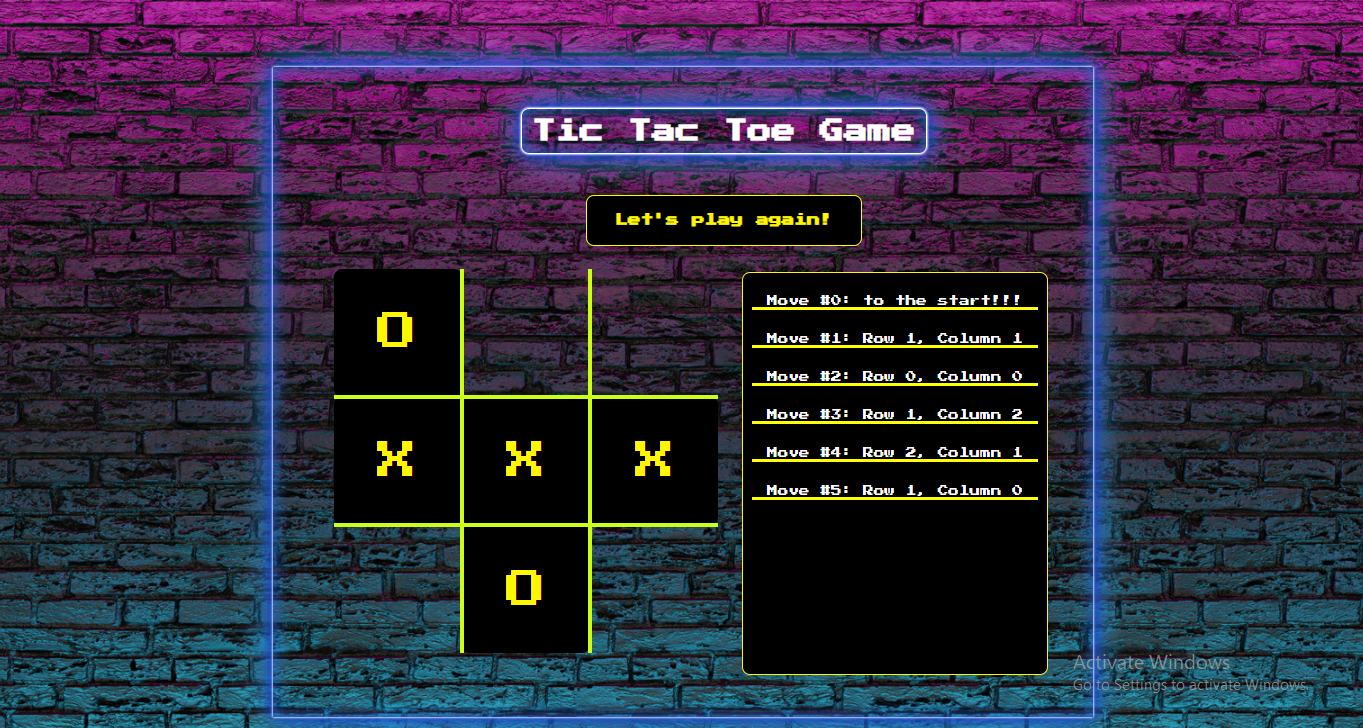 Tic Tac Toe Game
Let's play again!
O
X X X
O
Move #0: to the start!!!
Move #1: Row 1, Column 1
Move #2: Row 0, Column 0
Move #3: Row 1, Column 2
Move #4: Row 2, Column 1
Move #5: Row 1, Column 0
Activate Windows
Go to Settings to activate Windows.